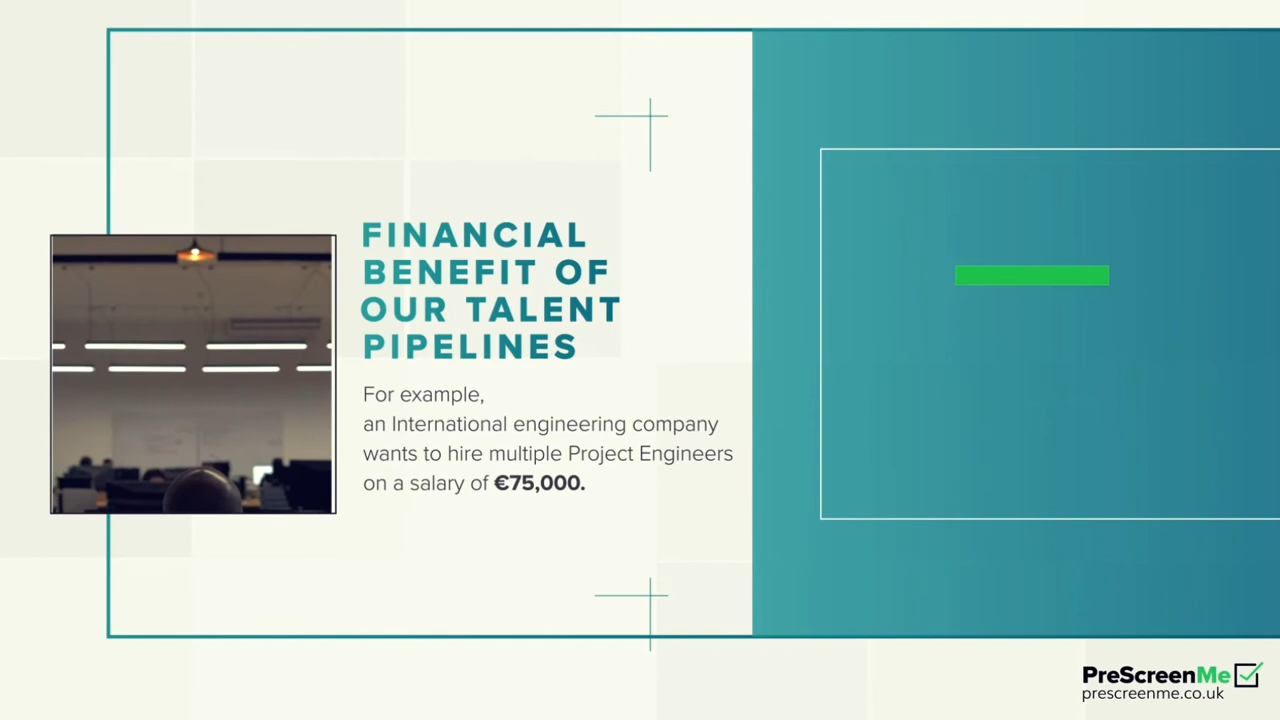 FINANCIAL
BENEFIT OF
OUR TALENT
PIPELINES
For example,
an International engineering company
wants to hire multiple Project Engineers
on a salary of €75,000.
PreScreenMe
prescreenme.co.uk